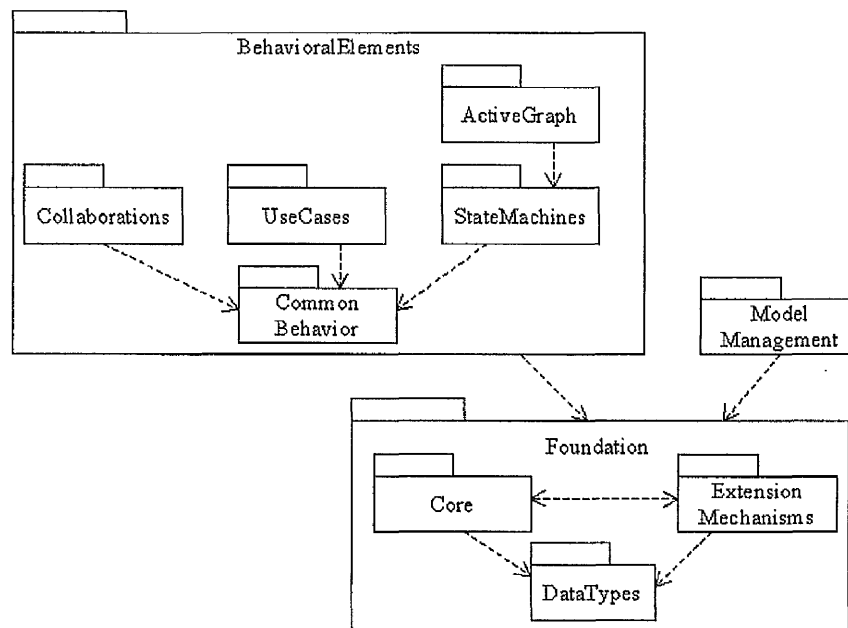 BehavioralElements
ActiveGraph
Collaborations
UseCases
StateMachines
Common
Behavior
Model
Management
Foundation
Core
Extension
Mechanisms
DataTypes